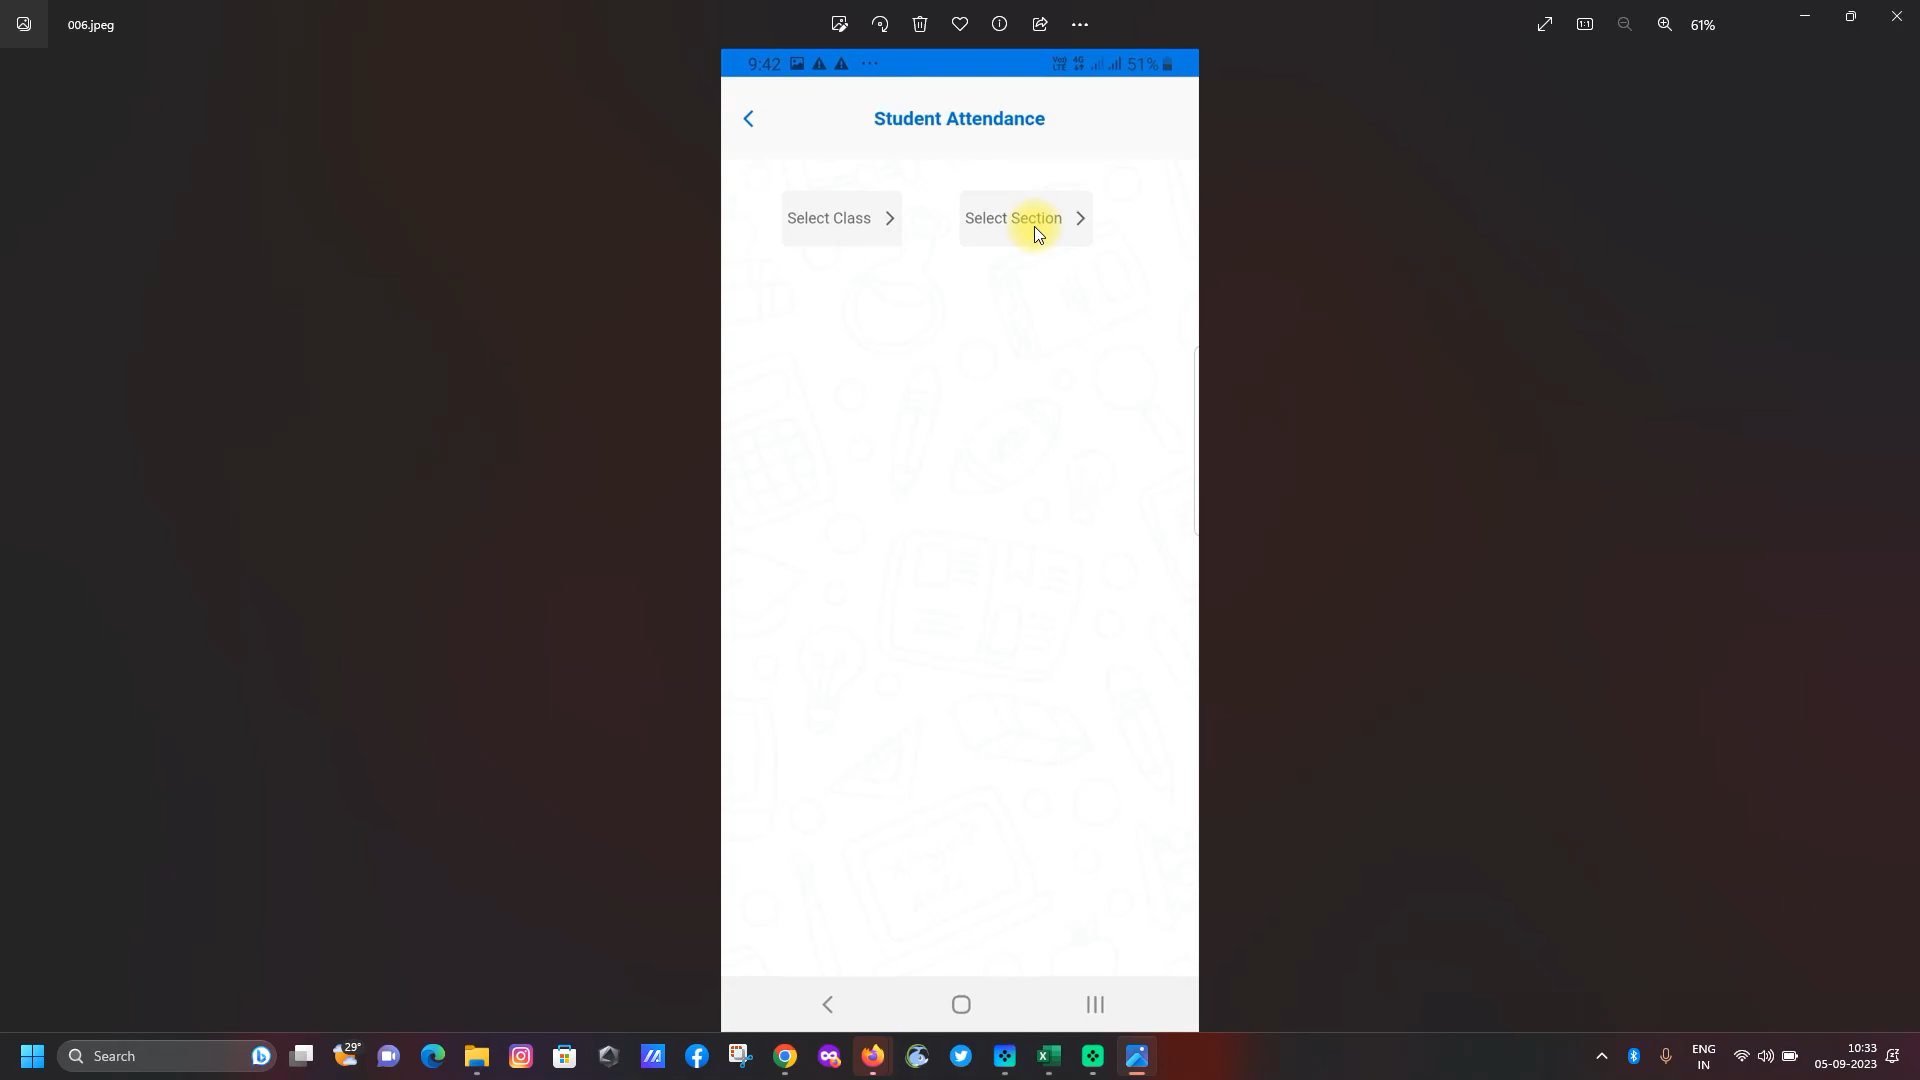 006.jpeg
61%
9:42
51%
Student Attendance
Select Class
Select Section
Search
29°
ENG
IN
10:33
05-09-2023